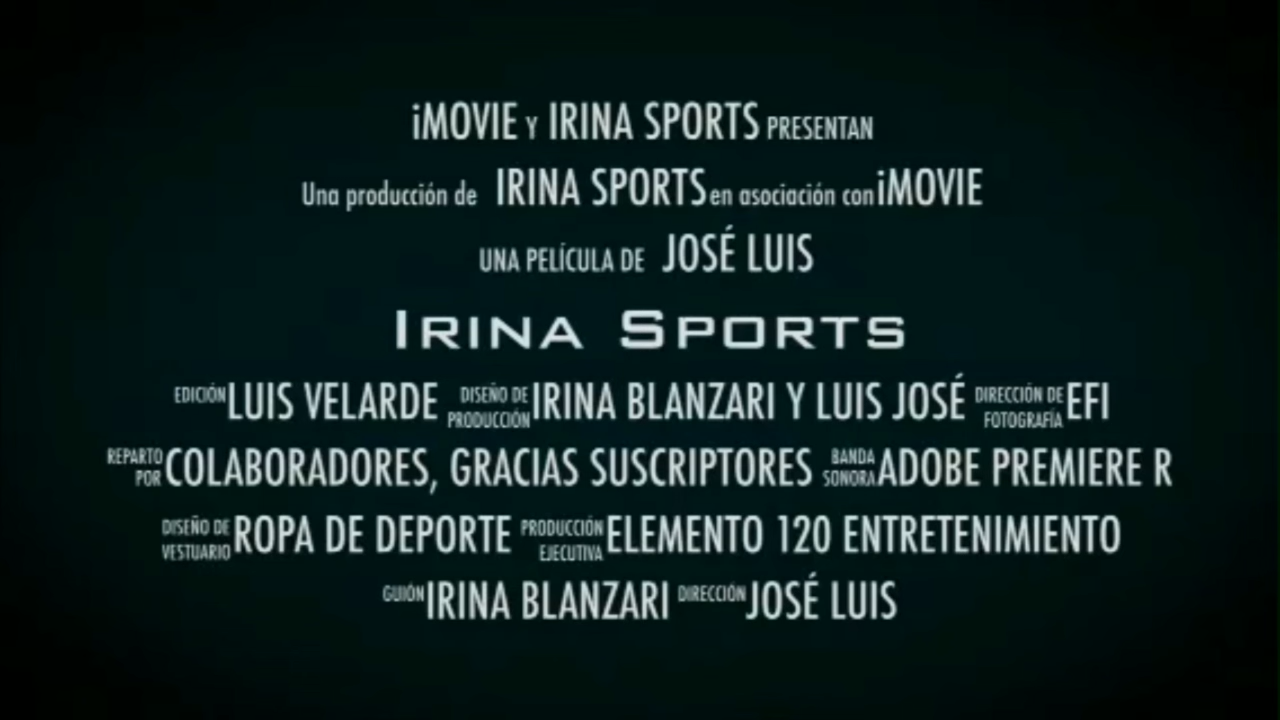 iMOVIE Y IRINA SPORTS PRESENTAN
Una producción de IRINA SPORTS en asociación con iMOVIE
UNA PELÍCULA DE JOSÉ LUIS
IRINA SPORTS
EDICIÓN LUIS VELARDE DISEÑO DE PRODUCCIÓN IRINA BLANZARI Y LUIS JOSÉ DIRECCIÓN DE FOTOGRAFÍA EFI
REPARTO POR COLABORADORES, GRACIAS SUSCRIPTORES BANDA SONORA ADOBE PREMIERE R
DISEÑO DE VESTUARIO ROPA DE DEPORTE PRODUCCIÓN EJECUTIVA ELEMENTO 120 ENTRETENIMIENTO
GUIÓN IRINA BLANZARI DIRECCIÓN JOSÉ LUIS